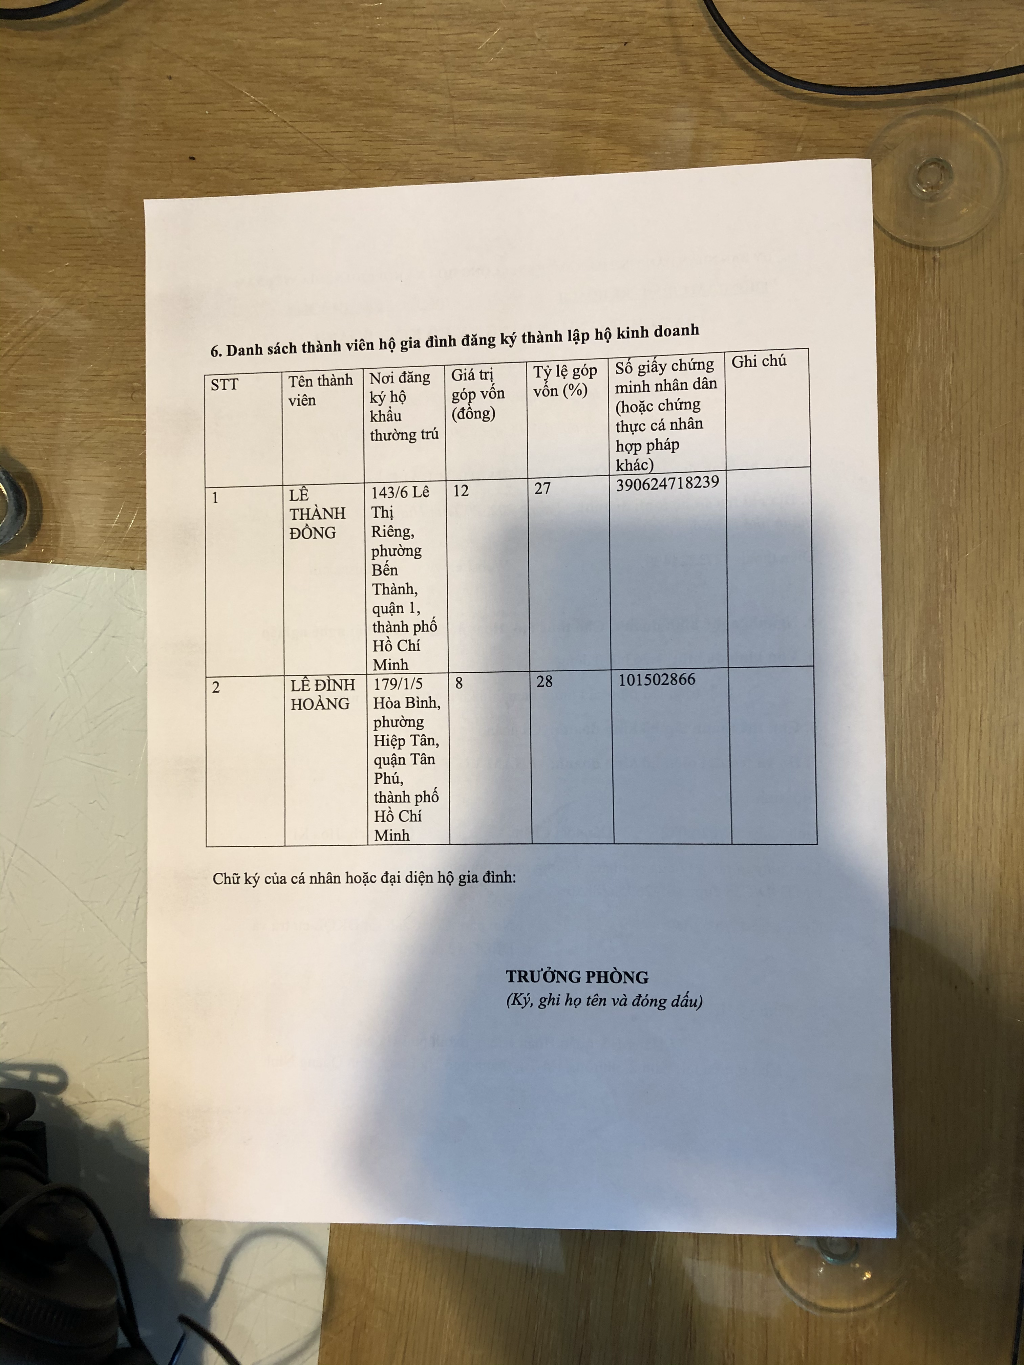 6. Danh sách thành viên hộ gia đình đăng ký thành lập hộ kinh doanh
STT
Tên thành
viên
Nơi đăng
ký hộ
khẩu
thường trú
Giá trị
góp vốn
(đồng)
Tỷ lệ góp
vốn (%)
Số giấy chứng
minh nhân dân
(hoặc chứng
thực cá nhân
hợp pháp
khác)
Ghi chú
1
LÊ
THÀNH
ĐÔNG
143/6 Lê
Thị
Riêng,
phường
Bến
Thành,
quận 1,
thành phố
Hồ Chí
Minh
12
27
390624718239
2
LÊ ĐÌNH
HOÀNG
179/1/5
Hòa Bình,
phường
Hiệp Tân,
quận Tân
Phú,
thành phố
Hồ Chí
Minh
8
28
101502866
Chữ ký của cá nhân hoặc đại diện hộ gia đình:
TRƯỞNG PHÒNG
(Ký, ghi họ tên và đóng dấu)